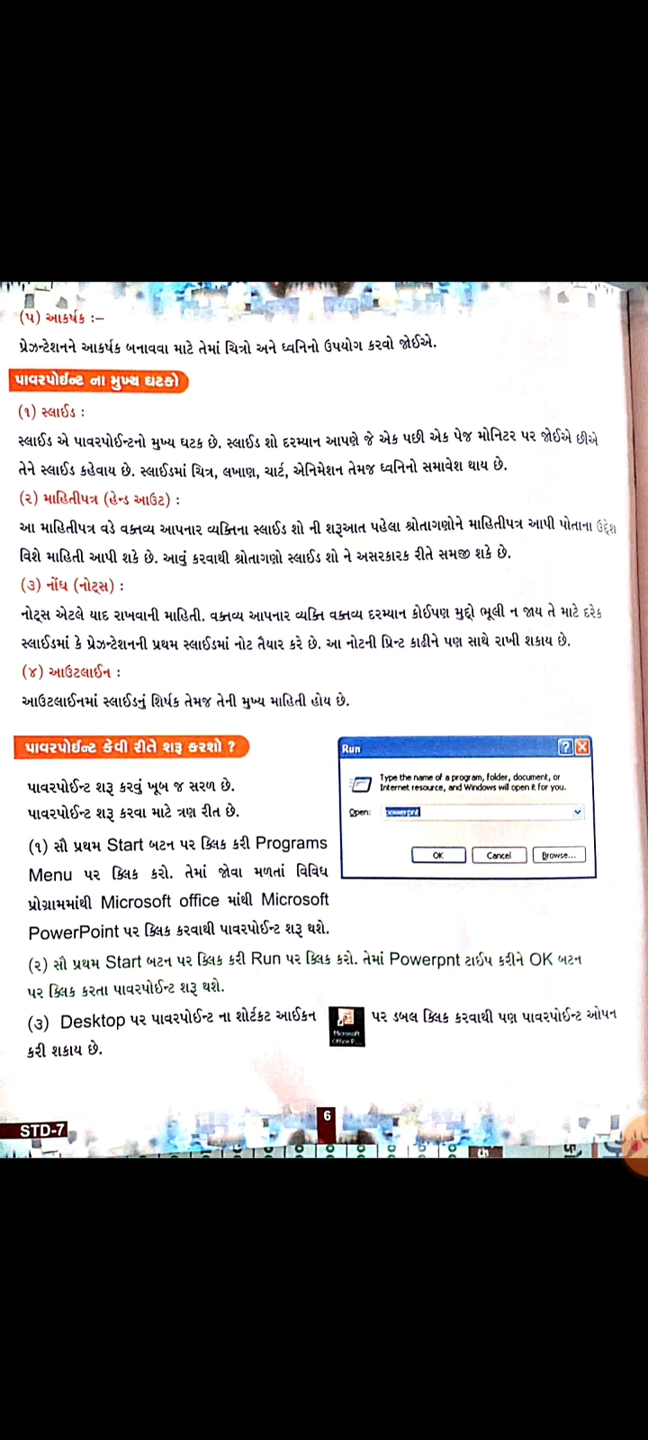 (૫) આકર્ષક :–
પ્રેઝન્ટેશનને આકર્ષક બનાવવા માટે તેમાં ચિત્રો અને ધ્વનિનો ઉપયોગ કરવો જોઈએ.
પાવરપોઈન્ટ ના મુખ્ય ઘટકો
(૧) સ્લાઈડ :
સ્લાઈડ એ પાવરપોઈન્ટનો મુખ્ય ઘટક છે. સ્લાઈડ શો દરમ્યાન આપણે જે એક પછી એક પેજ મોનિટર પર જોઈએ છીએ
તેને સ્લાઈડ કહેવાય છે. સ્લાઈડમાં ચિત્ર, લખાણ, ચાર્ટ, એનિમેશન તેમજ ધ્વનિનો સમાવેશ થાય છે.
(૨) માહિતીપત્ર (હેન્ડ આઉટ) :
આ માહિતીપત્ર વડે વક્તવ્ય આપનાર વ્યક્તિના સ્લાઈડ શો ની શરૂઆત પહેલા શ્રોતાગણોને માહિતીપત્ર આપી પોતાના ઉદ્દેશ
વિશે માહિતી આપી શકે છે. આવું કરવાથી શ્રોતાગણો સ્લાઈડ શો ને અસરકારક રીતે સમજી શકે છે.
(૩) નોંધ (નોટ્સ) :
નોટ્સ એટલે યાદ રાખવાની માહિતી. વક્તવ્ય આપનાર વ્યક્તિ વક્તવ્ય દરમ્યાન કોઈપણ મુદ્દો ભૂલી ન જાય તે માટે દરેક
સ્લાઈડમાં કે પ્રેઝન્ટેશનની પ્રથમ સ્લાઈડમાં નોટ તૈયાર કરે છે. આ નોટની પ્રિન્ટ કાઢીને પણ સાથે રાખી શકાય છે.
(૪) આઉટલાઈન :
આઉટલાઈનમાં સ્લાઈડનું શિર્ષક તેમજ તેની મુખ્ય માહિતી હોય છે.
પાવરપોઈન્ટ કેવી રીતે શરૂ કરશો ?
પાવરપોઈન્ટ શરૂ કરવું ખૂબ જ સરળ છે.
પાવરપોઈન્ટ શરૂ કરવા માટે ત્રણ રીત છે.
(૧) સૌ પ્રથમ Start બટન પર ક્લિક કરી Programs
Menu પર ક્લિક કરો. તેમાં જોવા મળતાં વિવિધ
પ્રોગ્રામમાંથી Microsoft office માંથી Microsoft
PowerPoint પર ક્લિક કરવાથી પાવરપોઈન્ટ શરૂ થશે.
Run
Type the name of a program, folder, document, or
Internet resource, and Windows will open it for you.
Open: powerpnt
OK Cancel Browse...
(૨) સૌ પ્રથમ Start બટન પર ક્લિક કરી Run પર ક્લિક કરો. તેમાં Powerpnt ટાઈપ કરીને OK બટન
પર ક્લિક કરતા પાવરપોઈન્ટ શરૂ થશે.
(૩) Desktop પર પાવરપોઈન્ટ ના શોર્ટકટ આઈકન પર ડબલ ક્લિક કરવાથી પણ પાવરપોઈન્ટ ઓપન
Microsoft
Office P...
કરી શકાય છે.
6
STD-7